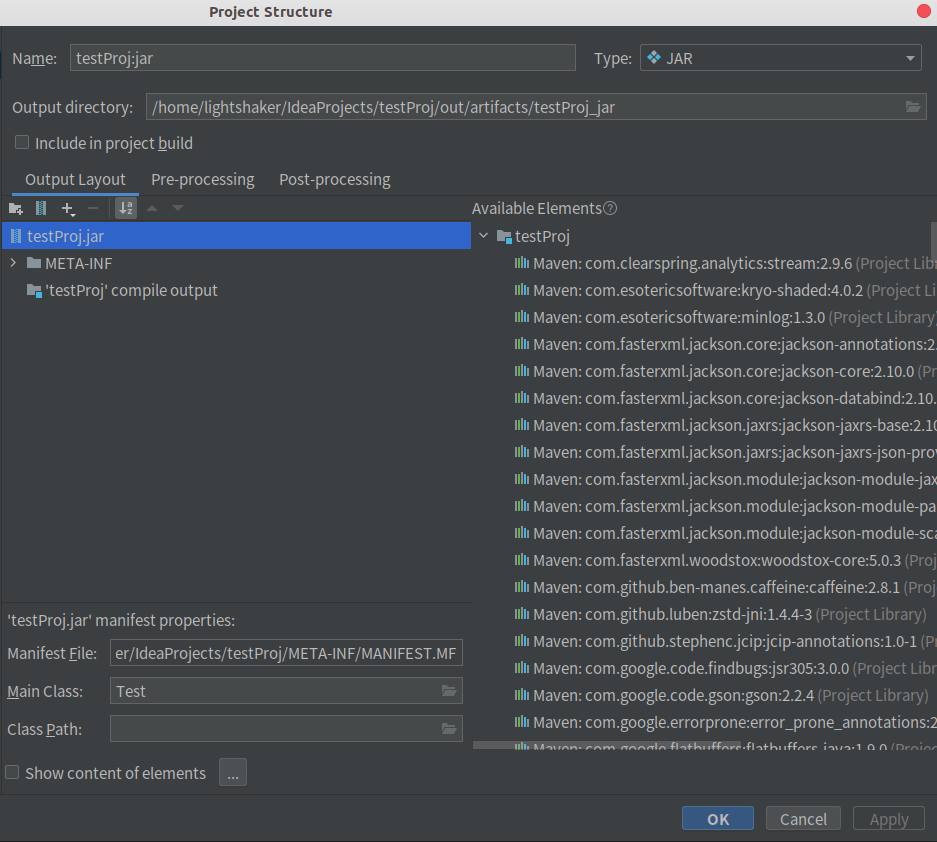 Project Structure
Name: testProj:jar
Type: JAR
Output directory: /home/lightshaker/IdeaProjects/testProj/out/artifacts/testProj_jar
Include in project build
Output Layout Pre-processing Post-processing
Available Elements
testProj.jar
META-INF
'testProj' compile output
testProj
Maven: com.clearspring.analytics:stream:2.9.6 (Project Lib
Maven: com.esotericsoftware:kryo-shaded:4.0.2 (Project Li
Maven: com.esotericsoftware:minlog:1.3.0 (Project Library)
Maven: com.fasterxml.jackson.core:jackson-annotations:2.
Maven: com.fasterxml.jackson.core:jackson-core:2.10.0 (Pr
Maven: com.fasterxml.jackson.core:jackson-databind:2.10.
Maven: com.fasterxml.jackson.jaxrs:jackson-jaxrs-base:2.10
Maven: com.fasterxml.jackson.jaxrs:jackson-jaxrs-json-prov
Maven: com.fasterxml.jackson.module:jackson-module-jax
Maven: com.fasterxml.jackson.module:jackson-module-pa
Maven: com.fasterxml.jackson.module:jackson-module-sca
Maven: com.fasterxml.woodstox:woodstox-core:5.0.3 (Proj
Maven: com.github.ben-manes.caffeine:caffeine:2.8.1 (Proj
Maven: com.github.luben:zstd-jni:1.4.4-3 (Project Library)
Maven: com.github.stephenc.jcip:jcip-annotations:1.0-1 (Proj
Maven: com.google.code.findbugs:jsr305:3.0.0 (Project Libr
Maven: com.google.code.gson:gson:2.2.4 (Project Library)
Maven: com.google.errorprone:error_prone_annotations:2
Maven: com.google.flatbuffers:flatbuffers-java:1.9.0 (Projec
'testProj.jar' manifest properties:
Manifest File: er/IdeaProjects/testProj/META-INF/MANIFEST.MF
Main Class: Test
Class Path:
Show content of elements ...
OK Cancel Apply